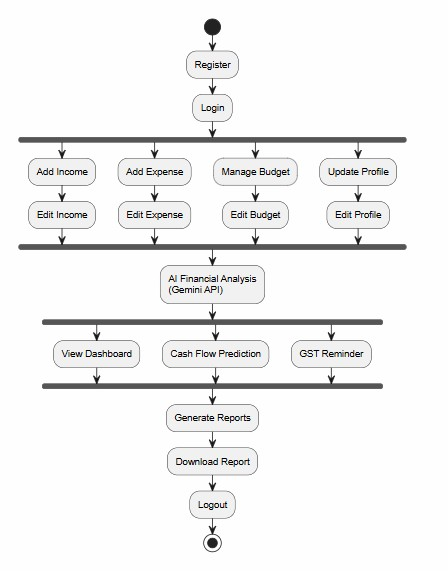 Register
Login
Add Income
Add Expense
Manage Budget
Update Profile
Edit Income
Edit Expense
Edit Budget
Edit Profile
AI Financial Analysis
(Gemini API)
View Dashboard
Cash Flow Prediction
GST Reminder
Generate Reports
Download Report
Logout